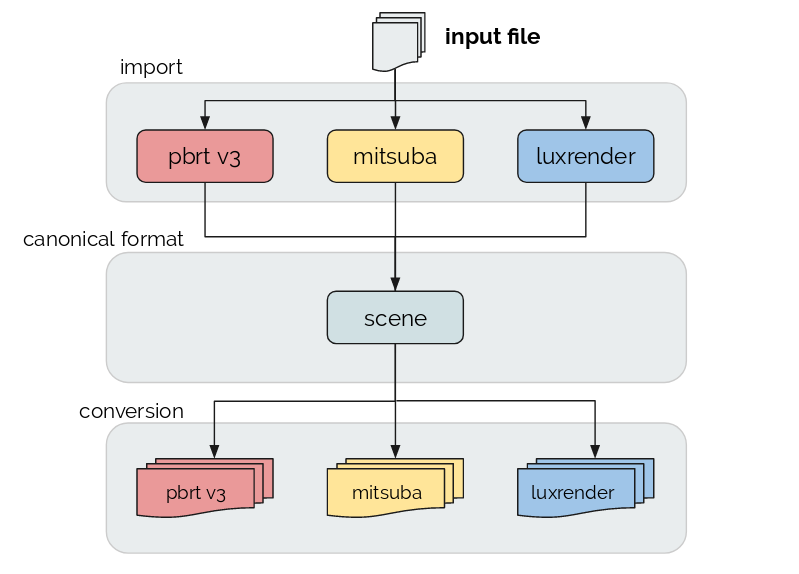 input file
import
pbrt v3
mitsuba
luxrender
canonical format
scene
conversion
pbrt v3
mitsuba
luxrender